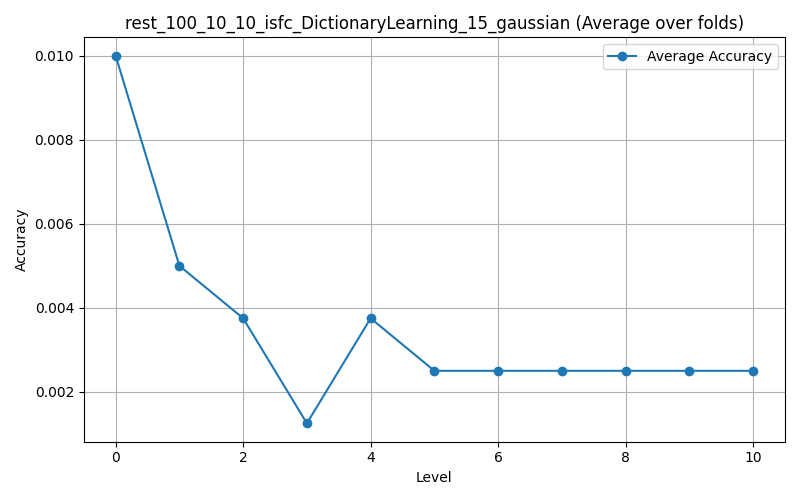 rest_100_10_10_isfc_DictionaryLearning_15_gaussian (Average over folds)
Average Accuracy
0.010
0.008
0.006
0.004
0.002
Accuracy
0 2 4 6 8 10
Level